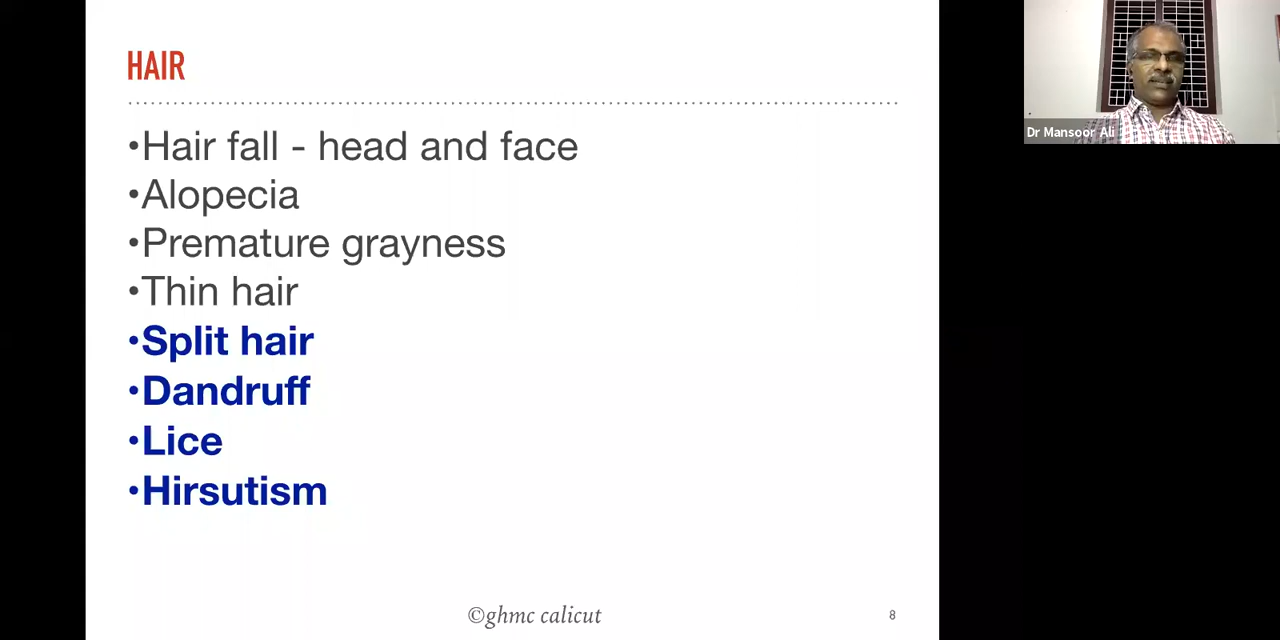 HAIR
•Hair fall - head and face
•Alopecia
•Premature grayness
•Thin hair
•Split hair
•Dandruff
•Lice
•Hirsutism
©ghmc calicut
8
Dr Mansoor Ali